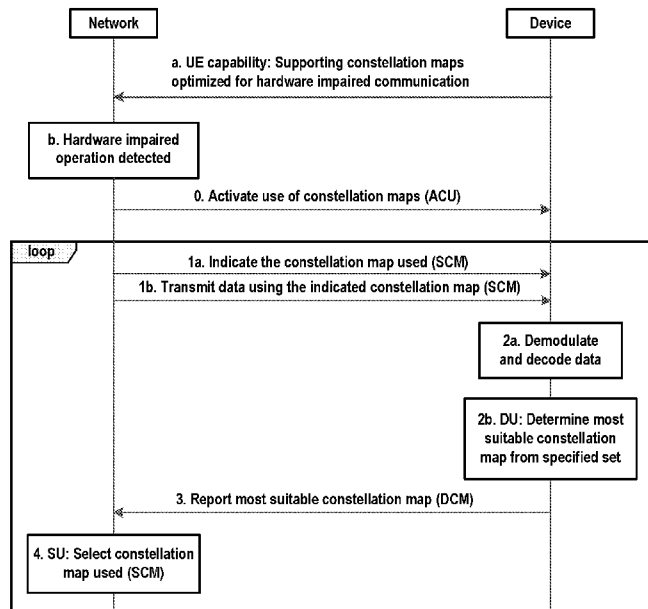 Network
Device
a. UE capability: Supporting constellation maps
optimized for hardware impaired communication
b. Hardware impaired
operation detected
0. Activate use of constellation maps (ACU)
loop
1a. Indicate the constellation map used (SCM)
1b. Transmit data using the indicated constellation map (SCM)
2a. Demodulate
and decode data
2b. DU: Determine most
suitable constellation
map from specified set
3. Report most suitable constellation map (DCM)
4. SU: Select constellation
map used (SCM)